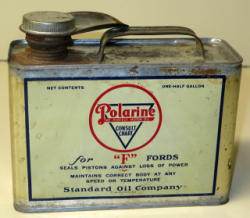 NET CONTENTS ONE-HALF GALLON
Polarine
CONSULT
CHART
for "F" FORDS
SEALS PISTONS AGAINST LOSS OF POWER
MAINTAINS CORRECT BODY AT ANY
SPEED OR TEMPERATURE
Standard Oil Company